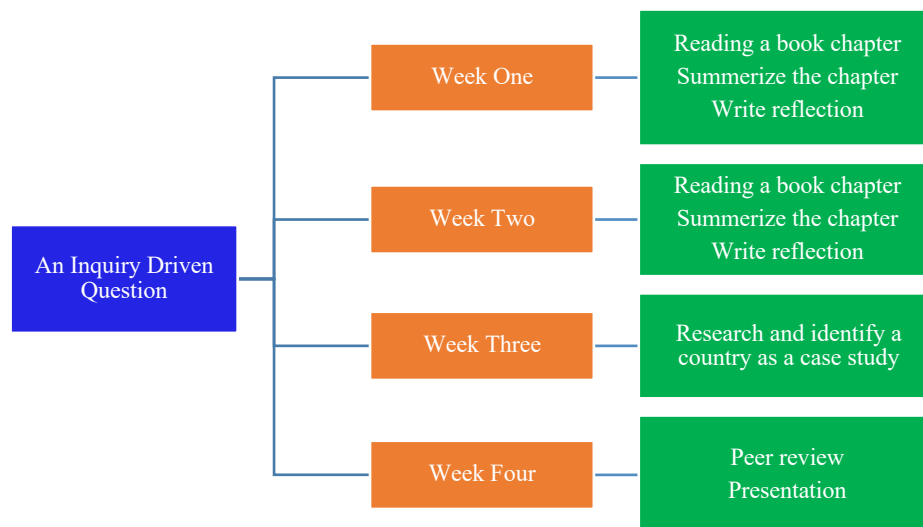 An Inquiry Driven
Question
Week One
Reading a book chapter
Summerize the chapter
Write reflection
Week Two
Reading a book chapter
Summerize the chapter
Write reflection
Week Three
Research and identify a
country as a case study
Week Four
Peer review
Presentation